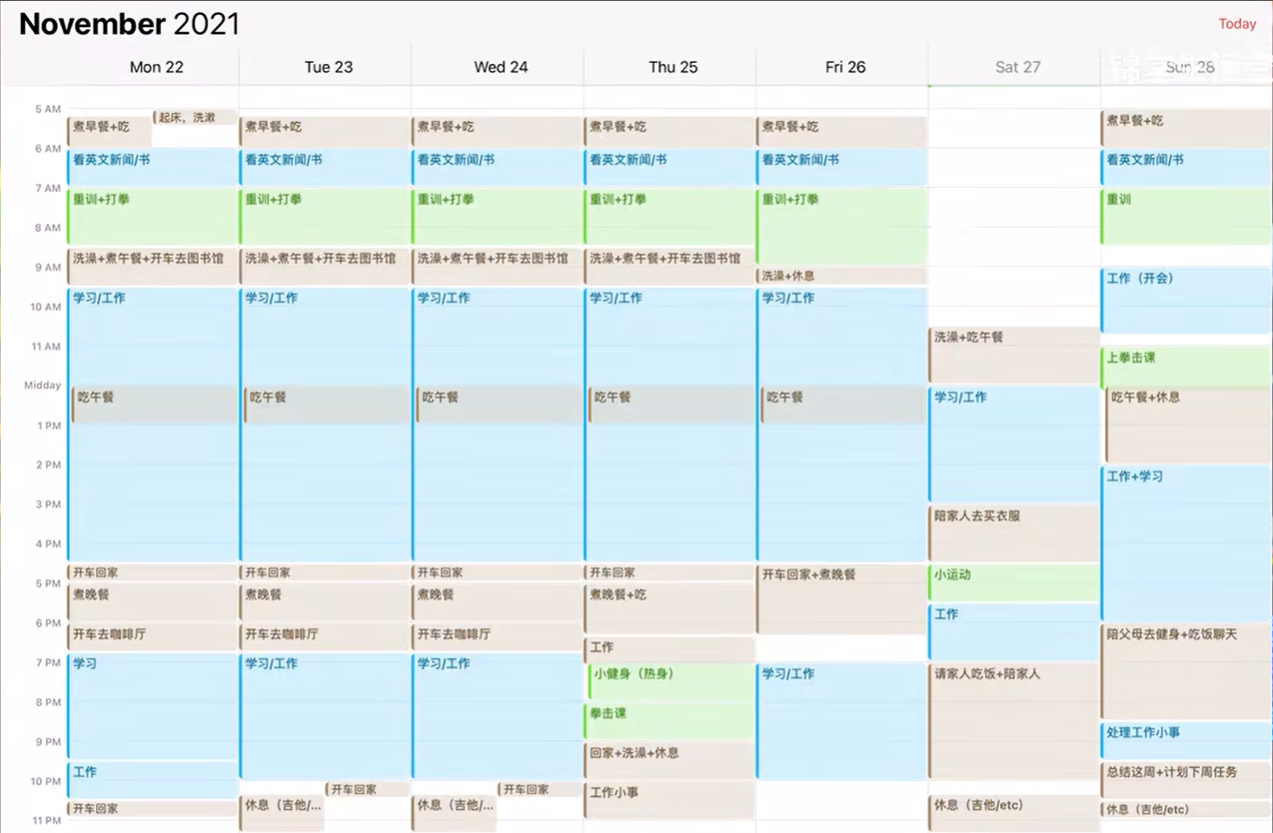 November 2021
Today
Mon 22
Tue 23
Wed 24
Thu 25
Fri 26
Sat 27
Sun 28
5 AM
煮早餐+吃
起床，洗漱
煮早餐+吃
煮早餐+吃
煮早餐+吃
煮早餐+吃
煮早餐+吃
6 AM
看英文新闻/书
看英文新闻/书
看英文新闻/书
看英文新闻/书
看英文新闻/书
看英文新闻/书
7 AM
重训+打拳
重训+打拳
重训+打拳
重训+打拳
重训+打拳
重训
8 AM
洗澡+煮午餐+开车去图书馆
洗澡+煮午餐+开车去图书馆
洗澡+煮午餐+开车去图书馆
洗澡+煮午餐+开车去图书馆
9 AM
洗澡+休息
工作（开会）
学习/工作
学习/工作
学习/工作
学习/工作
学习/工作
10 AM
洗澡+吃午餐
11 AM
上拳击课
Midday
吃午餐
吃午餐
吃午餐
吃午餐
吃午餐
学习/工作
吃午餐+休息
1 PM
2 PM
工作+学习
3 PM
陪家人去买衣服
4 PM
开车回家
开车回家
开车回家
开车回家
开车回家+煮晚餐
小运动
5 PM
煮晚餐
煮晚餐
煮晚餐
煮晚餐+吃
工作
6 PM
开车去咖啡厅
开车去咖啡厅
开车去咖啡厅
工作
陪父母去健身+吃饭聊天
7 PM
学习
学习/工作
学习/工作
小健身（热身）
学习/工作
请家人吃饭+陪家人
8 PM
拳击课
处理工作小事
9 PM
回家+洗澡+休息
工作
总结这周+计划下周任务
10 PM
开车回家
开车回家
工作小事
开车回家
休息（吉他/...
休息（吉他/...
休息（吉他/etc）
休息（吉他/etc）
11 PM